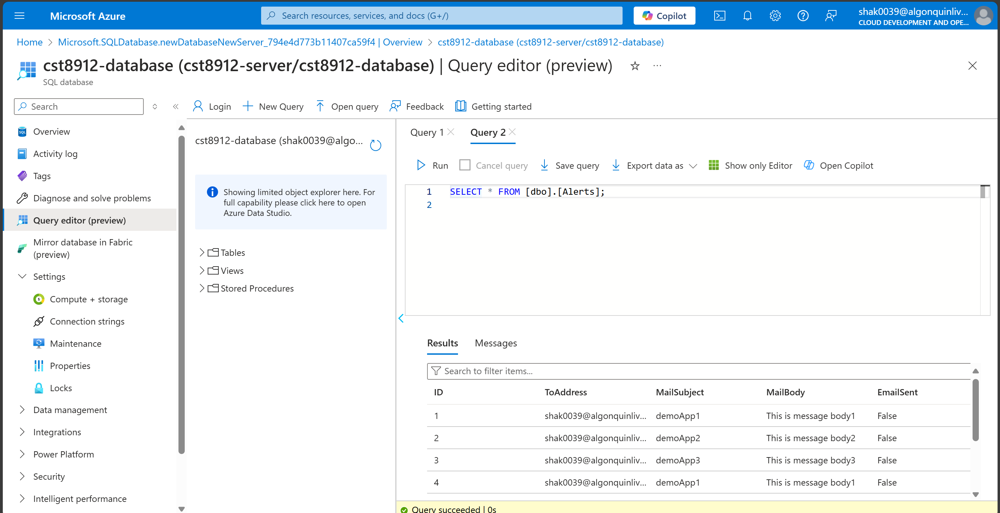 Microsoft Azure
Search resources, services, and docs (G+/)
Copilot
shak0039@algonquinliv...
CLOUD DEVELOPMENT AND OPE...
Home > Microsoft.SQLDatabase.newDatabaseNewServer_794e4d773b11407ca59f4 | Overview > cst8912-database (cst8912-server/cst8912-database)
cst8912-database (cst8912-server/cst8912-database) | Query editor (preview)
SQL database
Search
Login
New Query
Open query
Feedback
Getting started
Overview
Activity log
Tags
Diagnose and solve problems
Query editor (preview)
Mirror database in Fabric
(preview)
Settings
Compute + storage
Connection strings
Maintenance
Properties
Locks
Data management
Integrations
Power Platform
Security
Intelligent performance
cst8912-database (shak0039@algo...
Showing limited object explorer here. For
full capability please click here to open
Azure Data Studio.
Tables
Views
Stored Procedures
Query 1
Query 2
Run
Cancel query
Save query
Export data as
Show only Editor
Open Copilot
1 SELECT * FROM [dbo].[Alerts];
2
Results
Messages
Search to filter items...
ID ToAddress MailSubject MailBody EmailSent
1 shak0039@algonquinliv... demoApp1 This is message body1 False
2 shak0039@algonquinliv... demoApp2 This is message body2 False
3 shak0039@algonquinliv... demoApp3 This is message body3 False
4 shak0039@algonquinliv... demoApp1 This is message body1 False
Query succeeded | 0s